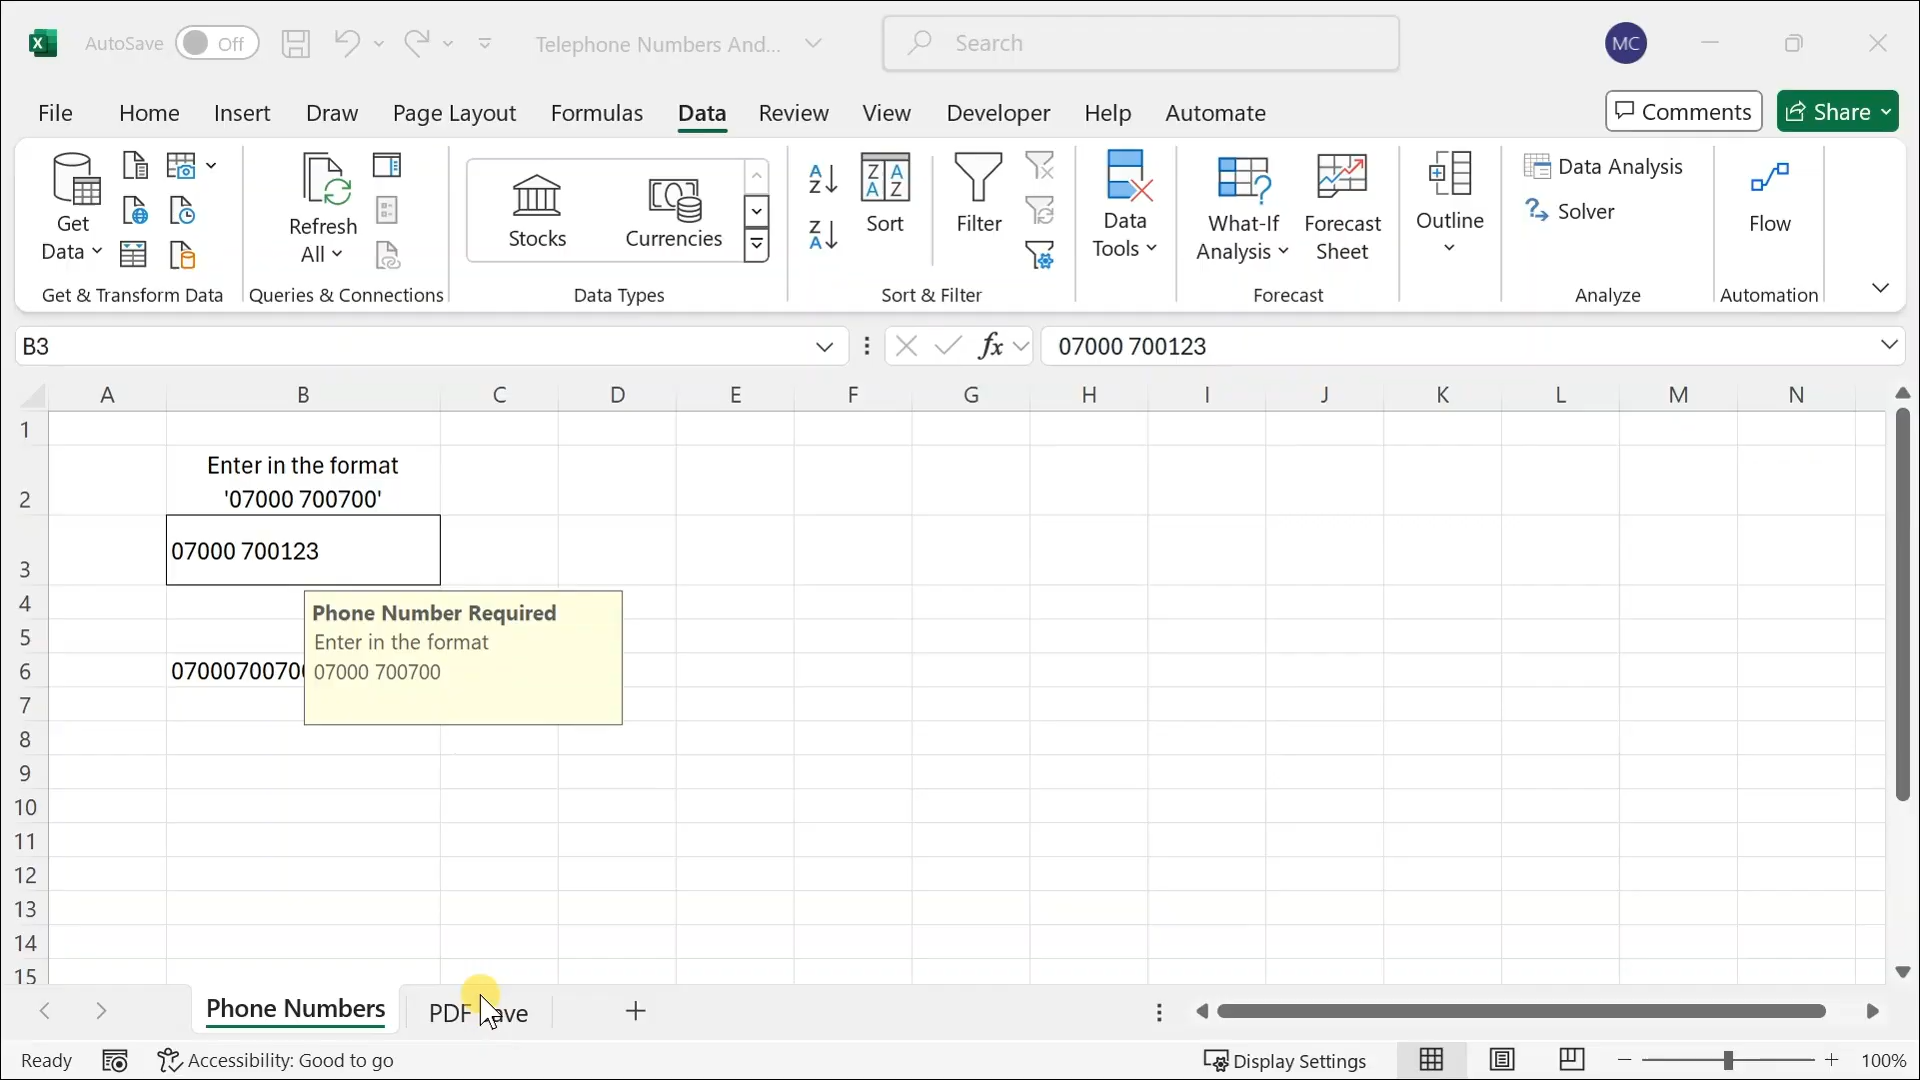 AutoSave Off Telephone Numbers And... Search MC
File Home Insert Draw Page Layout Formulas Data Review View Developer Help Automate Comments Share
Get
Data
Get & Transform Data
Refresh
All
Queries & Connections
Stocks Currencies
Data Types
Sort Filter
Sort & Filter
Data
Tools
What-If
Analysis
Forecast
Sheet
Forecast
Outline
Data Analysis
Solver
Analyze
Flow
Automation
B3 fx 07000 700123
A B C D E F G H I J K L M N
1
Enter in the format
2 '07000 700700'
3 07000 700123
4 Phone Number Required
5 Enter in the format
6 07000 700700
7
8
9
10
11
12
13
14
15
Phone Numbers PDF
Ready Accessibility: Good to go Display Settings 100%